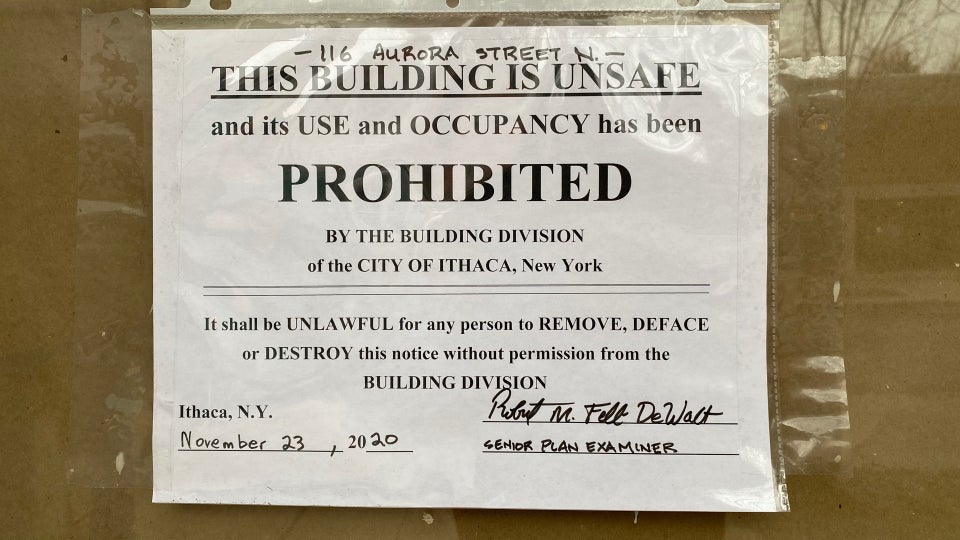 - 116 AURORA STREET N. -
THIS BUILDING IS UNSAFE
and its USE and OCCUPANCY has been
PROHIBITED
BY THE BUILDING DIVISION
of the CITY OF ITHACA, New York
It shall be UNLAWFUL for any person to REMOVE, DEFACE
or DESTROY this notice without permission from the
BUILDING DIVISION
Ithaca, N.Y.
Robert M. Fell DeWalt
November 23, 2020
SENIOR PLAN EXAMINER